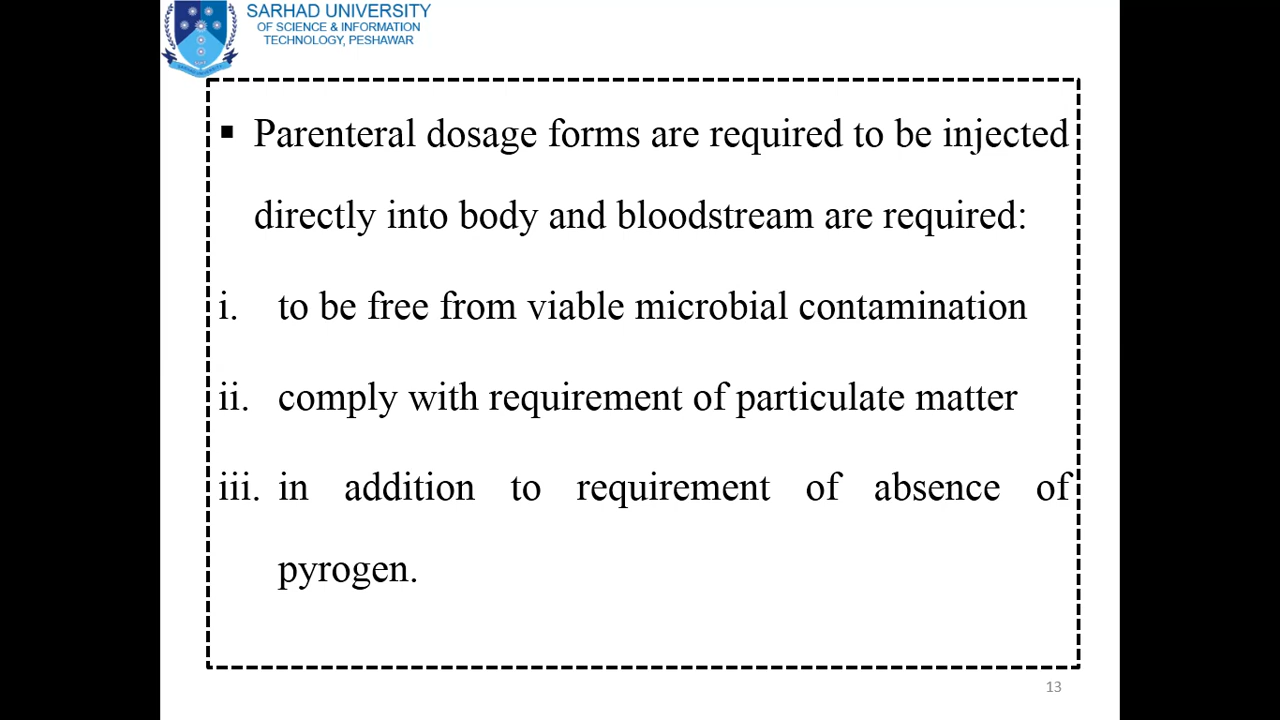 SARHAD UNIVERSITY
OF SCIENCE & INFORMATION
TECHNOLOGY, PESHAWAR
▪ Parenteral dosage forms are required to be injected
directly into body and bloodstream are required:
i. to be free from viable microbial contamination
ii. comply with requirement of particulate matter
iii. in addition to requirement of absence of
pyrogen.
13